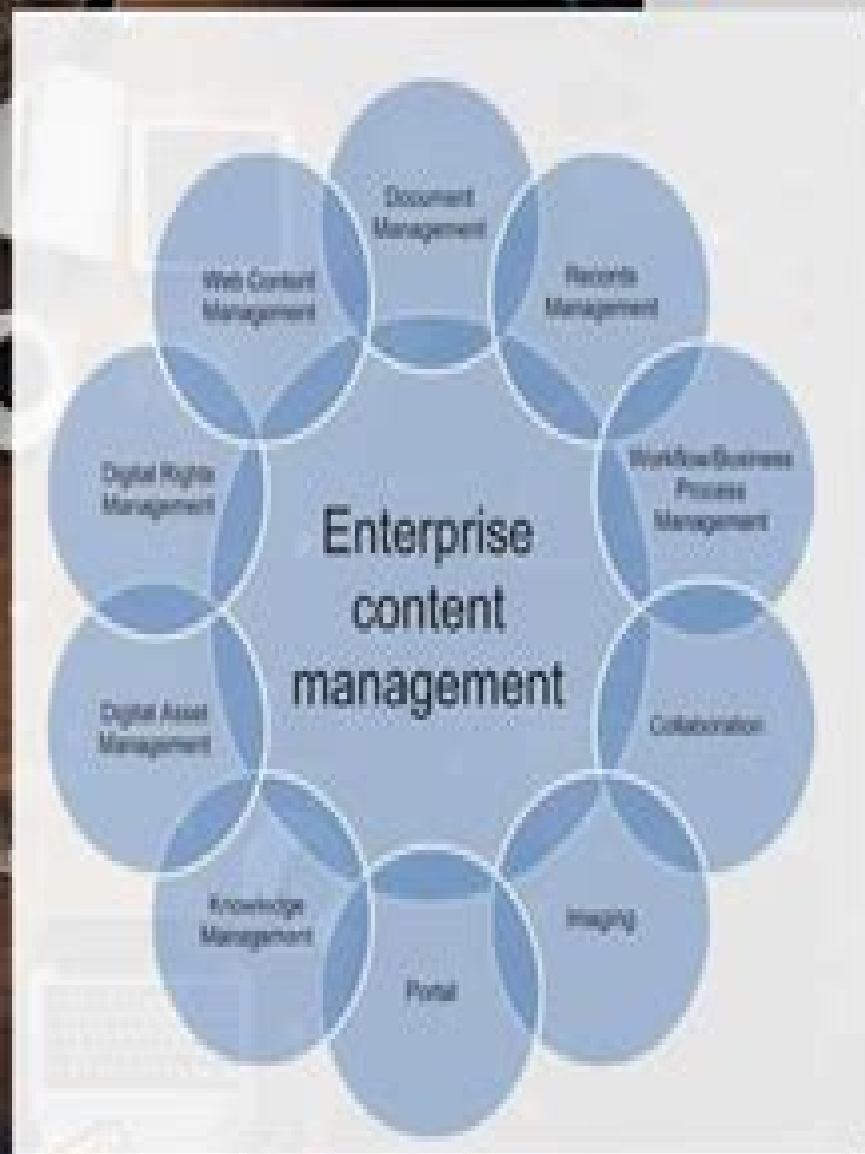 Document
Management
Records
Management
Workflow/Business
Process
Management
Collaboration
Imaging
Portal
Knowledge
Management
Digital Asset
Management
Digital Rights
Management
Web Content
Management
Enterprise
content
management